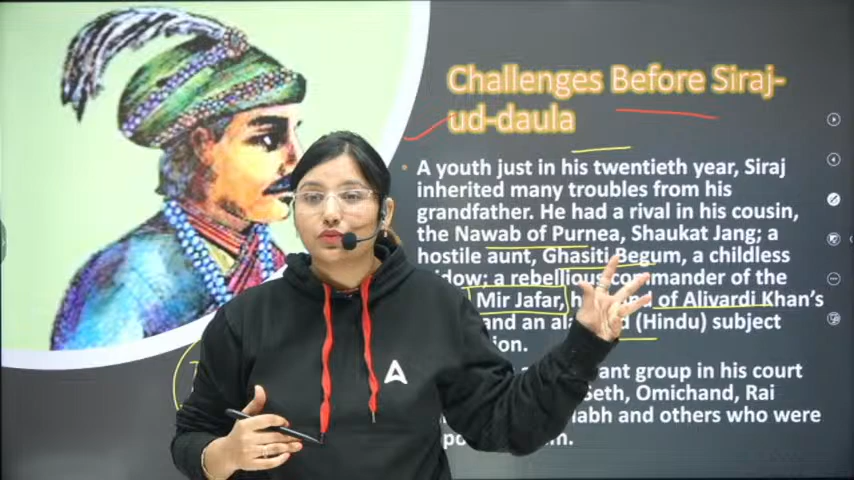 Challenges Before Siraj-
ud-daula
• A youth just in his twentieth year, Siraj
inherited many troubles from his
grandfather. He had a rival in his cousin,
the Nawab of Purnea, Shaukat Jang; a
hostile aunt, Ghasiti Begum, a childless
a rebellious commander of the
Mir Jafar, of Alivardi Khan's
and an (Hindu) subject
group in his court
Seth, Omichand, Rai
and others who were
A